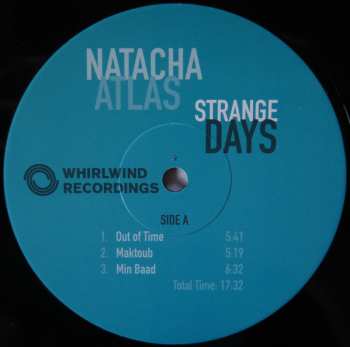 NATACHA
ATLAS
STRANGE
DAYS
WHIRLWIND
RECORDINGS
SIDE A
1. Out of Time 5:41
2. Maktoub 5:19
3. Min Baad 6:32
Total Time: 17:32